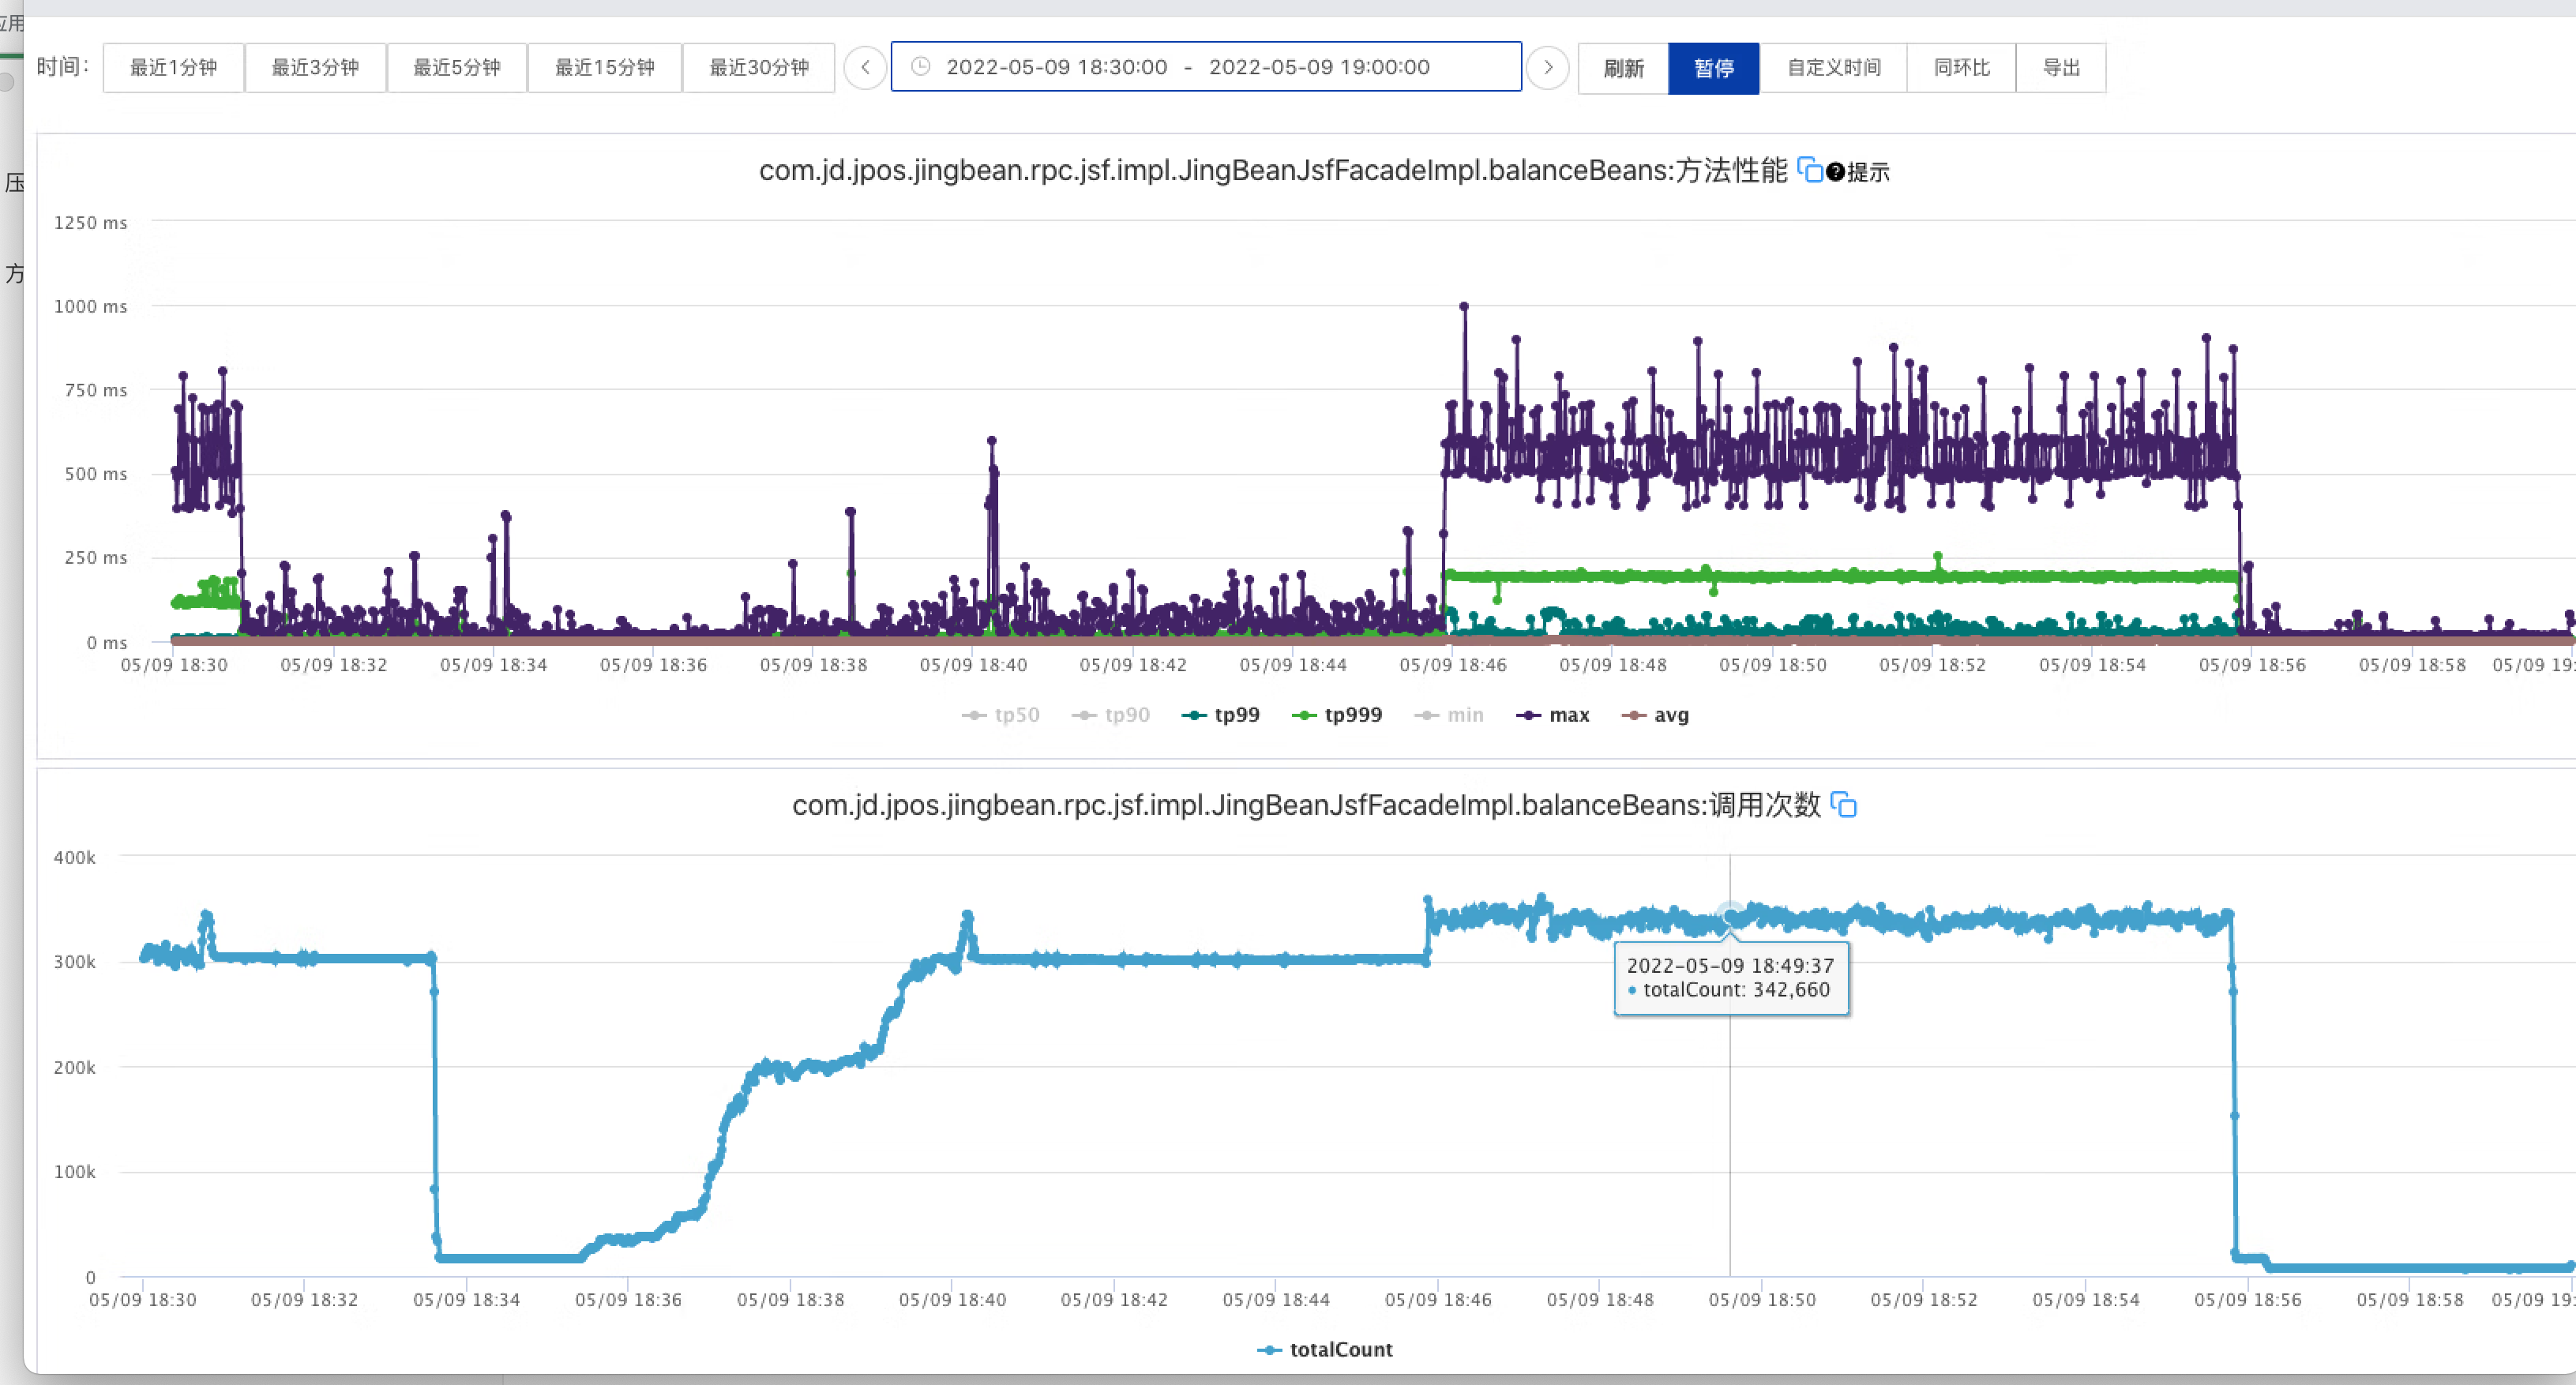 应用
时间： 最近1分钟 最近3分钟 最近5分钟 最近15分钟 最近30分钟 2022-05-09 18:30:00 - 2022-05-09 19:00:00 刷新 暂停 自定义时间 同环比 导出
压
方
com.jd.jpos.jingbean.rpc.jsf.impl.JingBeanJsfFacadeImpl.balanceBeans:方法性能 ?提示
1250 ms
1000 ms
750 ms
500 ms
250 ms
0 ms
05/09 18:30 05/09 18:32 05/09 18:34 05/09 18:36 05/09 18:38 05/09 18:40 05/09 18:42 05/09 18:44 05/09 18:46 05/09 18:48 05/09 18:50 05/09 18:52 05/09 18:54 05/09 18:56 05/09 18:58 05/09 19:
tp50 tp90 tp99 tp999 min max avg
com.jd.jpos.jingbean.rpc.jsf.impl.JingBeanJsfFacadeImpl.balanceBeans:调用次数
400k
300k
2022-05-09 18:49:37
totalCount: 342,660
200k
100k
0
05/09 18:30 05/09 18:32 05/09 18:34 05/09 18:36 05/09 18:38 05/09 18:40 05/09 18:42 05/09 18:44 05/09 18:46 05/09 18:48 05/09 18:50 05/09 18:52 05/09 18:54 05/09 18:56 05/09 18:58 05/09 19:
totalCount